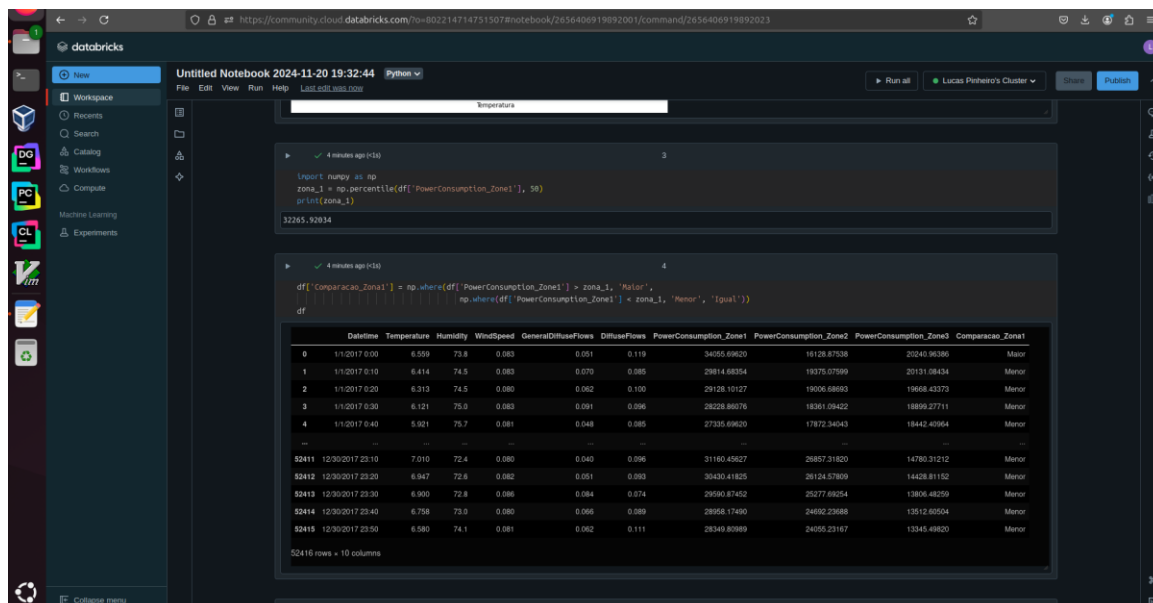 1
https://community.cloud.databricks.com/?o=802214714751507#notebook/2656406919892001/command/2656406919892023
databricks
New
Workspace
Recents
Search
Catalog
Workflows
Compute
Machine Learning
Experiments
Collapse menu
DG
PC
CL
Vim
Untitled Notebook 2024-11-20 19:32:44 Python
File Edit View Run Help Last edit was now
Run all
Lucas Pinheiro's Cluster
Share
Publish
Temperatura
4 minutes ago (<1s)
3
import numpy as np
zona_1 = np.percentile(df['PowerConsumption_Zone1'], 50)
print(zona_1)
32265.92034
4 minutes ago (<1s)
4
df['Comparacao_Zona1'] = np.where(df['PowerConsumption_Zone1'] > zona_1, 'Maior',
np.where(df['PowerConsumption_Zone1'] < zona_1, 'Menor', 'Igual'))
df
Datetime Temperature Humidity WindSpeed GeneralDiffuseFlows DiffuseFlows PowerConsumption_Zone1 PowerConsumption_Zone2 PowerConsumption_Zone3 Comparacao_Zona1
0 1/1/2017 0:00 6.559 73.8 0.083 0.051 0.119 34055.69620 16128.87538 20240.96386 Maior
1 1/1/2017 0:10 6.414 74.5 0.083 0.070 0.085 29814.68354 19375.07599 20131.08434 Menor
2 1/1/2017 0:20 6.313 74.5 0.080 0.062 0.100 29128.10127 19006.68693 19668.43373 Menor
3 1/1/2017 0:30 6.121 75.0 0.083 0.091 0.096 28228.86076 18361.09422 18899.27711 Menor
4 1/1/2017 0:40 5.921 75.7 0.081 0.048 0.085 27335.69620 17872.34043 18442.40964 Menor
... ... ... ... ... ... ... ... ... ... ...
52411 12/30/2017 23:10 7.010 72.4 0.080 0.040 0.096 31160.45627 26857.31820 14780.31212 Menor
52412 12/30/2017 23:20 6.947 72.6 0.082 0.051 0.093 30430.41825 26124.57809 14428.81152 Menor
52413 12/30/2017 23:30 6.900 72.8 0.086 0.084 0.074 29590.87452 25277.69254 13806.48259 Menor
52414 12/30/2017 23:40 6.758 73.0 0.080 0.066 0.089 28958.17490 24692.23688 13512.60504 Menor
52415 12/30/2017 23:50 6.580 74.1 0.081 0.062 0.111 28349.80989 24055.23167 13345.49820 Menor
52416 rows × 10 columns